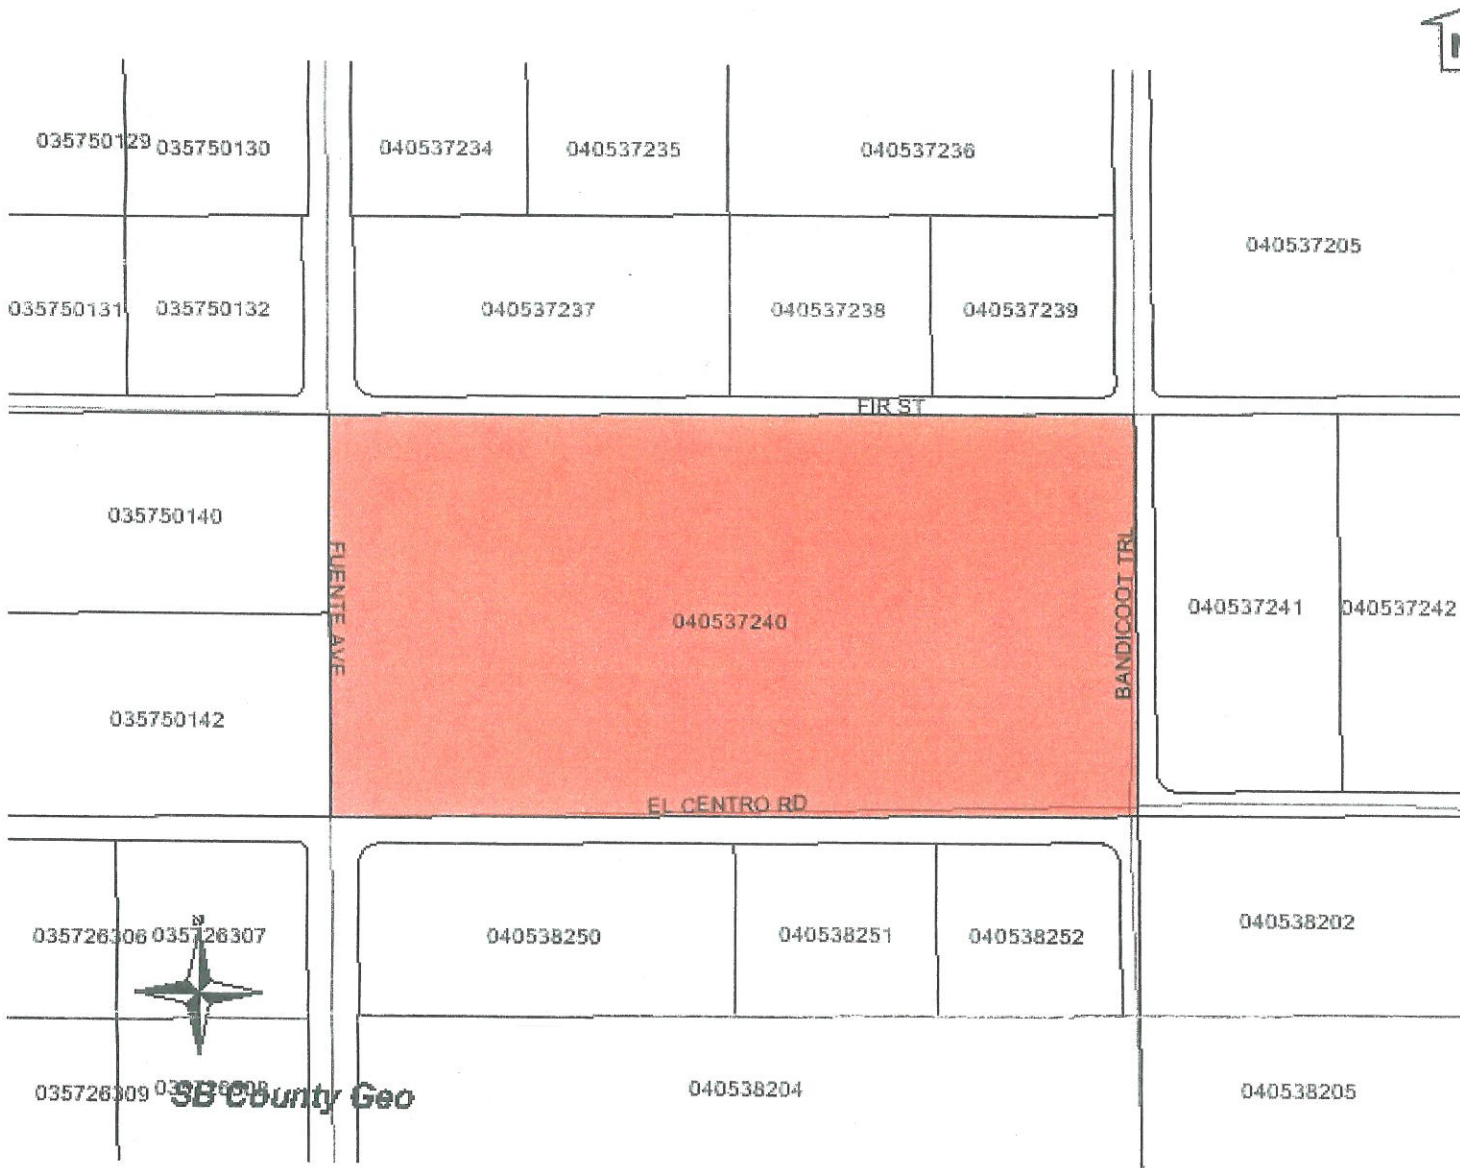 N
035750129 035750130 040537234 040537235 040537236
040537205
035750131 035750132 040537237 040537238 040537239
FIR ST
035750140
FUENTE AVE
040537240
BANDICOOT TRL
040537241 040537242
035750142
EL CENTRO RD
035726306 035726307 040538250 040538251 040538252 040538202
N
035726309 040538204 040538205
SB County Geo